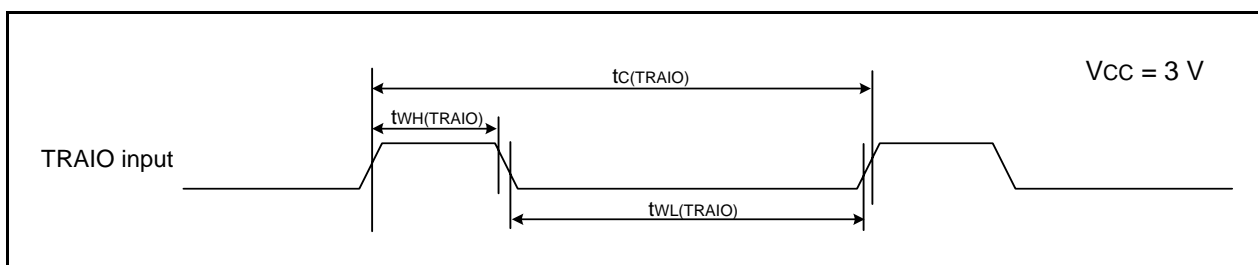 tC(TRAIO)
VCC = 3 V
tWH(TRAIO)
TRAIO input
tWL(TRAIO)